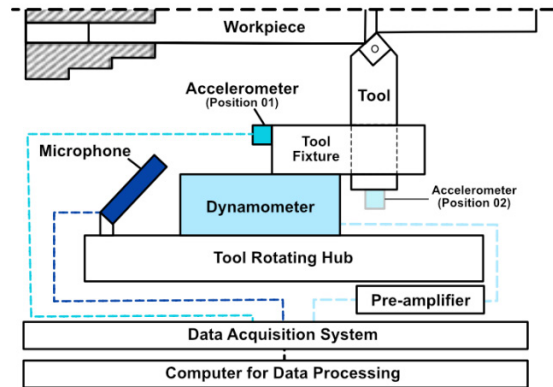 Workpiece
Accelerometer
(Position 01)
Tool
Tool
Fixture
Microphone
Accelerometer
(Position 02)
Dynamometer
Tool Rotating Hub
Pre-amplifier
Data Acquisition System
Computer for Data Processing